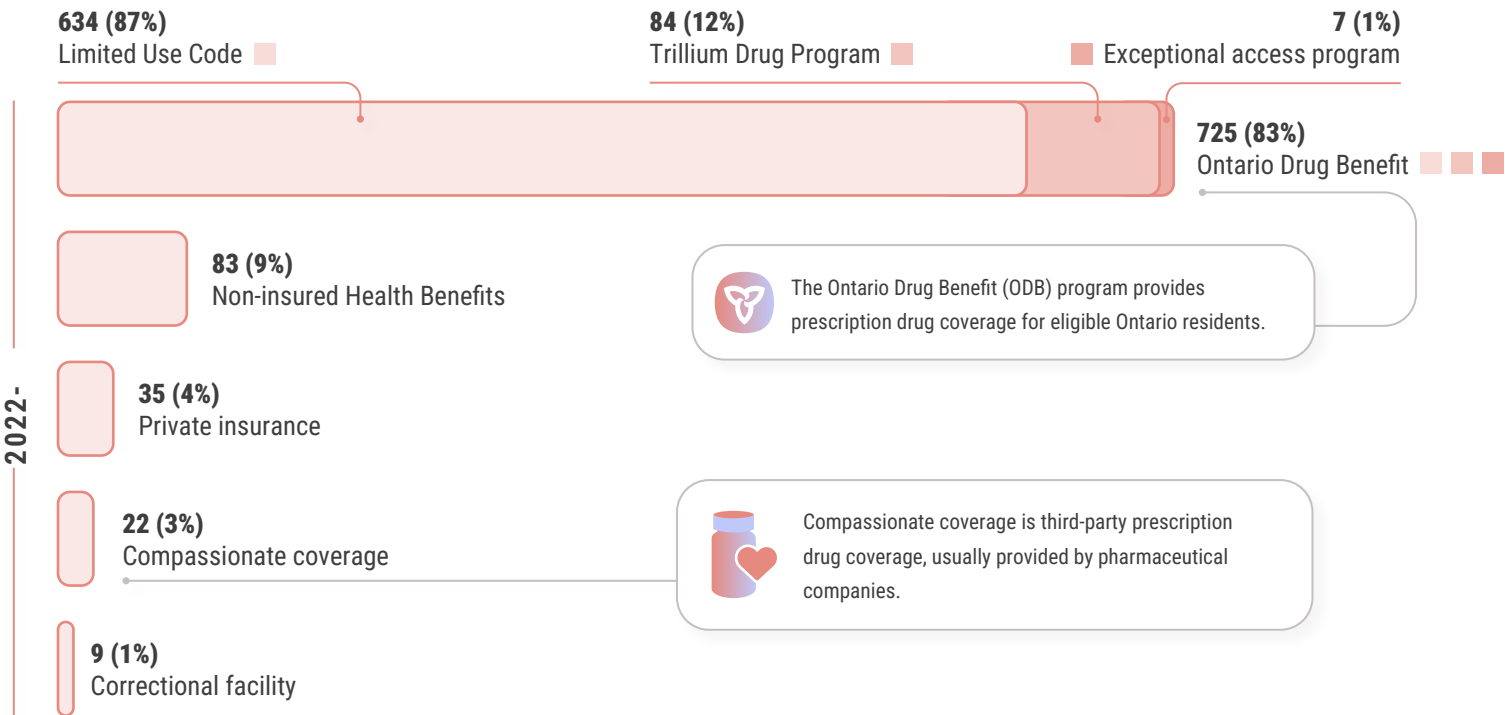 634 (87%)
Limited Use Code
84 (12%)
Trillium Drug Program
7 (1%)
Exceptional access program
725 (83%)
Ontario Drug Benefit
83 (9%)
Non-insured Health Benefits
The Ontario Drug Benefit (ODB) program provides
prescription drug coverage for eligible Ontario residents.
35 (4%)
Private insurance
2022-
22 (3%)
Compassionate coverage
Compassionate coverage is third-party prescription
drug coverage, usually provided by pharmaceutical
companies.
9 (1%)
Correctional facility